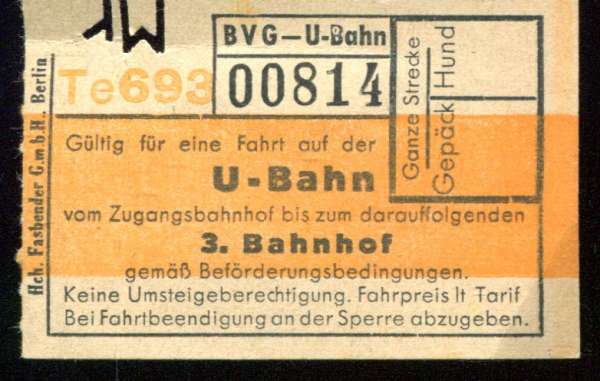 BVG–U-Bahn
Te693
00814
Ganze Strecke
Gepäck Hund
Gültig für eine Fahrt auf der
U-Bahn
vom Zugangsbahnhof bis zum darauffolgenden
3. Bahnhof
gemäß Beförderungsbedingungen.
Keine Umsteigeberechtigung. Fahrpreis lt Tarif
Bei Fahrtbeendigung an der Sperre abzugeben.
Hch. Fasbender G.m.b.H., Berlin